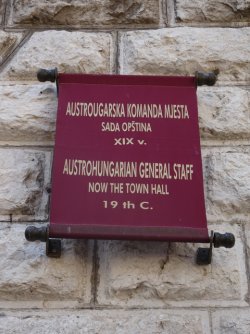 AUSTROUGARSKA KOMANDA MJESTA
SADA OPŠTINA
XIX v.
AUSTROHUNGARIAN GENERAL STAFF
NOW THE TOWN HALL
19 th C.